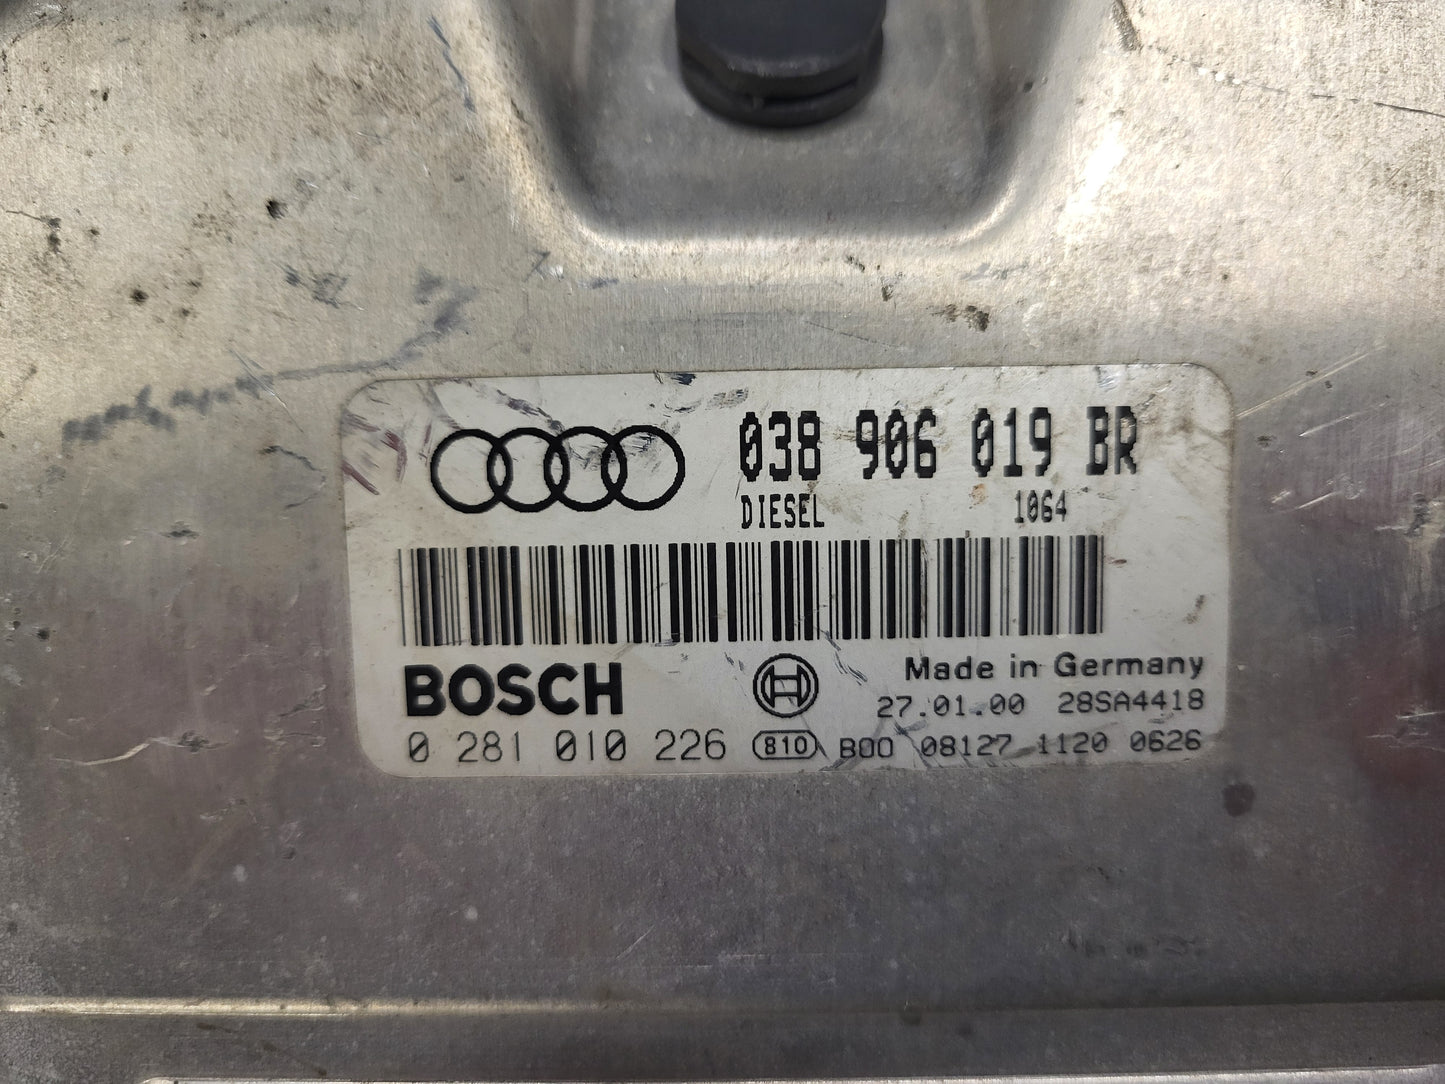 038 906 019 BR
DIESEL 1064
BOSCH
Made in Germany
27.01.00 28SA4418
0 281 010 226 810 B00 08127 1120 0626